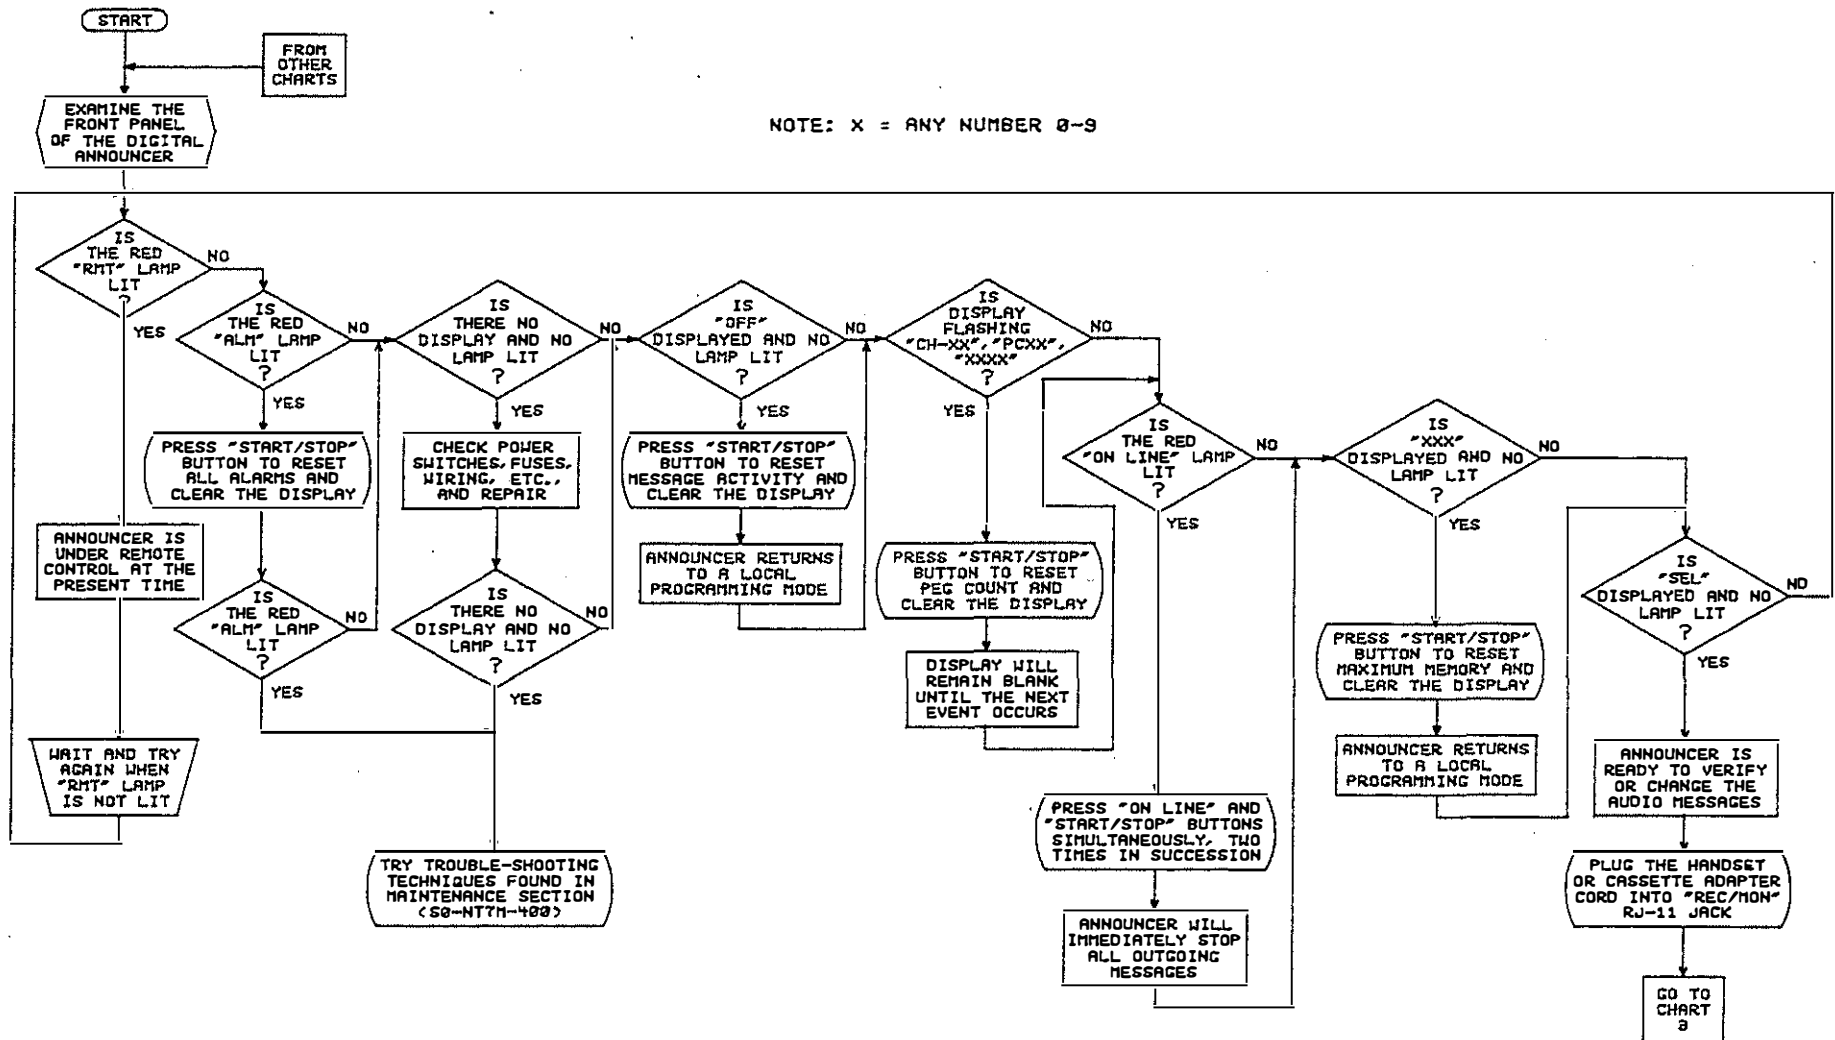 START
FROM
OTHER
CHARTS
EXAMINE THE
FRONT PANEL
OF THE DIGITAL
ANNOUNCER
NOTE: X = ANY NUMBER 0-9
IS
THE RED
"RMT" LAMP
LIT
?
NO
YES
ANNOUNCER IS
UNDER REMOTE
CONTROL AT THE
PRESENT TIME
WAIT AND TRY
AGAIN WHEN
"RMT" LAMP
IS NOT LIT
IS
THE RED
"ALM" LAMP
LIT
?
NO
YES
PRESS "START/STOP"
BUTTON TO RESET
ALL ALARMS AND
CLEAR THE DISPLAY
IS
THE RED
"ALM" LAMP
LIT
?
NO
YES
IS
THERE NO
DISPLAY AND NO
LAMP LIT
?
NO
YES
CHECK POWER
SWITCHES, FUSES,
WIRING, ETC.,
AND REPAIR
IS
THERE NO
DISPLAY AND NO
LAMP LIT
?
NO
YES
TRY TROUBLE-SHOOTING
TECHNIQUES FOUND IN
MAINTENANCE SECTION
(S0-NT7M-400)
IS
"OFF"
DISPLAYED AND NO
LAMP LIT
?
NO
YES
PRESS "START/STOP"
BUTTON TO RESET
MESSAGE ACTIVITY AND
CLEAR THE DISPLAY
ANNOUNCER RETURNS
TO A LOCAL
PROGRAMMING MODE
IS
DISPLAY
FLASHING
"CH-XX","PCXX",
"XXXX"
?
NO
YES
PRESS "START/STOP"
BUTTON TO RESET
PEG COUNT AND
CLEAR THE DISPLAY
DISPLAY WILL
REMAIN BLANK
UNTIL THE NEXT
EVENT OCCURS
IS
THE RED
"ON LINE" LAMP
LIT
?
NO
YES
PRESS "ON LINE" AND
"START/STOP" BUTTONS
SIMULTANEOUSLY, TWO
TIMES IN SUCCESSION
ANNOUNCER WILL
IMMEDIATELY STOP
ALL OUTGOING
MESSAGES
IS
"XXX"
DISPLAYED AND NO
LAMP LIT
?
NO
YES
PRESS "START/STOP"
BUTTON TO RESET
MAXIMUM MEMORY AND
CLEAR THE DISPLAY
ANNOUNCER RETURNS
TO A LOCAL
PROGRAMMING MODE
IS
"SEL"
DISPLAYED AND NO
LAMP LIT
?
NO
YES
ANNOUNCER IS
READY TO VERIFY
OR CHANGE THE
AUDIO MESSAGES
PLUG THE HANDSET
OR CASSETTE ADAPTER
CORD INTO "REC/MON"
RJ-11 JACK
GO TO
CHART